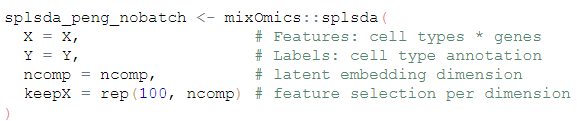 splsda_peng_nobatch <- mixOmics::splsda(
  X = X,                 # Features: cell types * genes
  Y = Y,                 # Labels: cell type annotation
  ncomp = ncomp,         # latent embedding dimension
  keepX = rep(100, ncomp) # feature selection per dimension
)